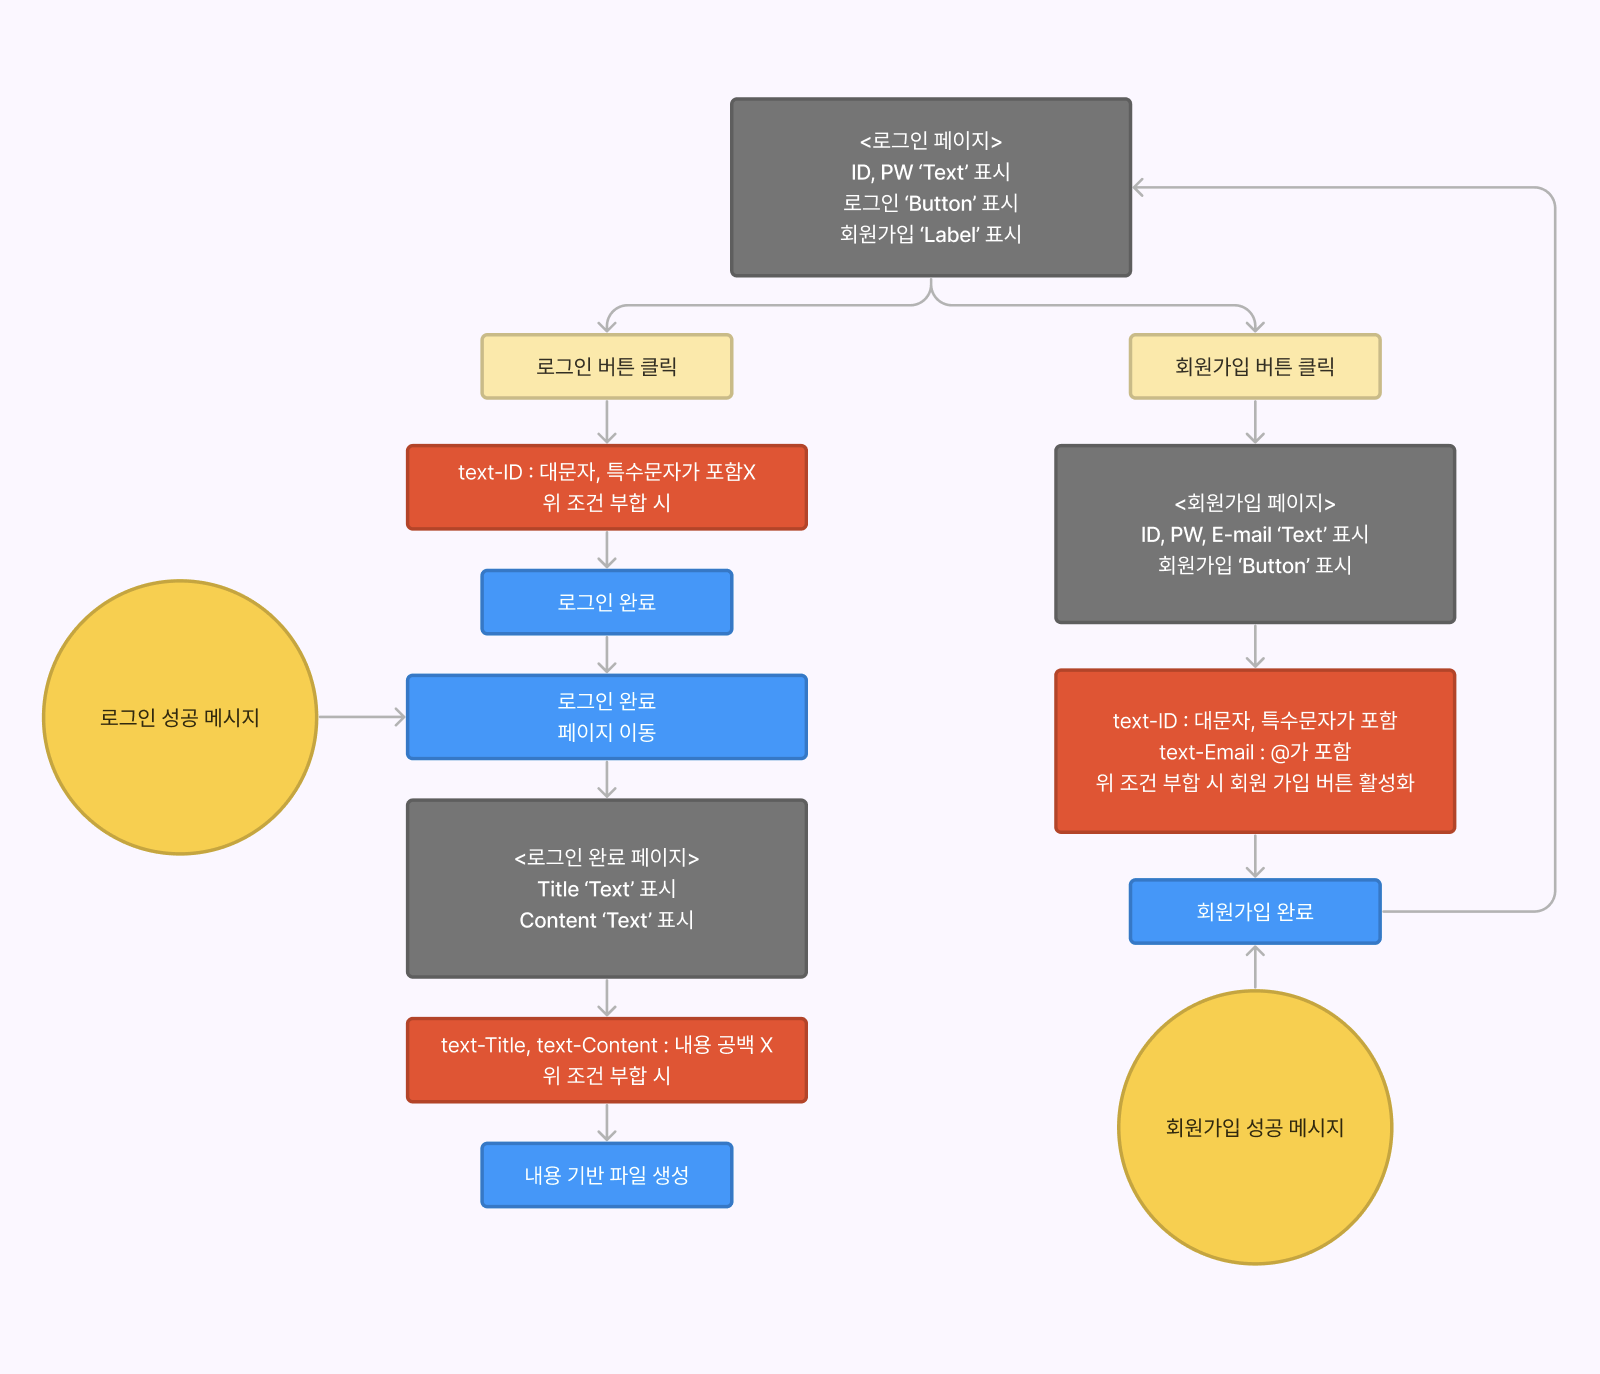 <로그인 페이지>
ID, PW ‘Text’ 표시
로그인 ‘Button’ 표시
회원가입 ‘Label’ 표시
로그인 버튼 클릭
text-ID : 대문자, 특수문자가 포함X
위 조건 부합 시
로그인 완료
로그인 성공 메시지
로그인 완료
페이지 이동
<로그인 완료 페이지>
Title ‘Text’ 표시
Content ‘Text’ 표시
text-Title, text-Content : 내용 공백 X
위 조건 부합 시
내용 기반 파일 생성
회원가입 버튼 클릭
<회원가입 페이지>
ID, PW, E-mail ‘Text’ 표시
회원가입 ‘Button’ 표시
text-ID : 대문자, 특수문자가 포함
text-Email : @가 포함
위 조건 부합 시 회원 가입 버튼 활성화
회원가입 완료
회원가입 성공 메시지